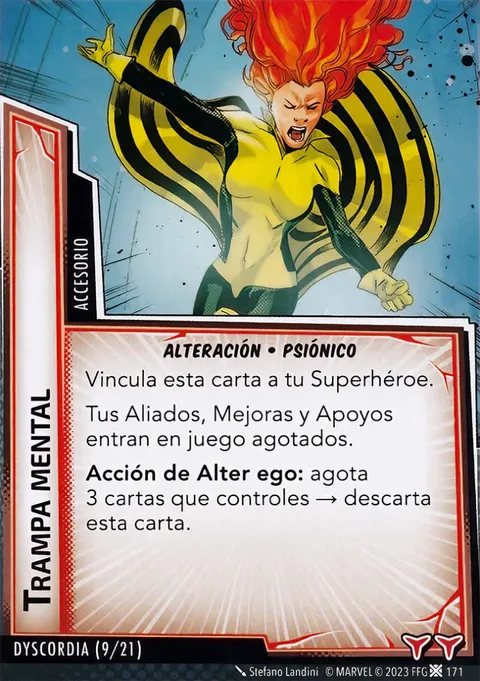 ACCESORIO
TRAMPA MENTAL
ALTERACIÓN • PSIÓNICO
Vincula esta carta a tu Superhéroe.
Tus Aliados, Mejoras y Apoyos
entran en juego agotados.
Acción de Alter ego: agota
3 cartas que controles → descarta
esta carta.
DYSCORDIA (9/21)
Stefano Landini © MARVEL © 2023 FFG 171